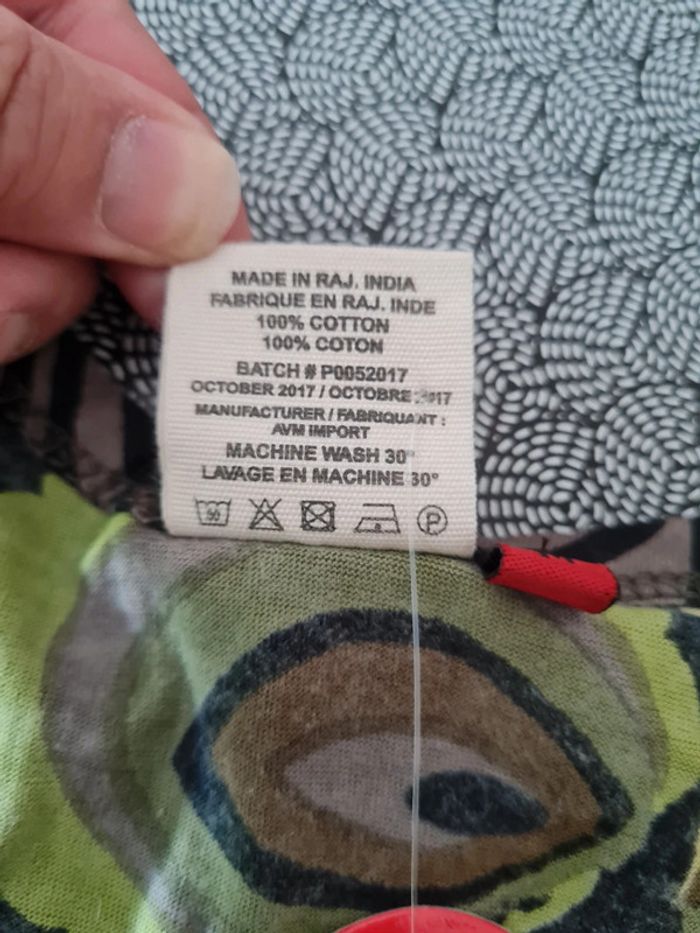 MADE IN RAJ. INDIA
FABRIQUE EN RAJ. INDE
100% COTTON
100% COTON
BATCH # P0052017
OCTOBER 2017 / OCTOBRE 2017
MANUFACTURER / FABRIQUANT :
AVM IMPORT
MACHINE WASH 30°
LAVAGE EN MACHINE 30°
P